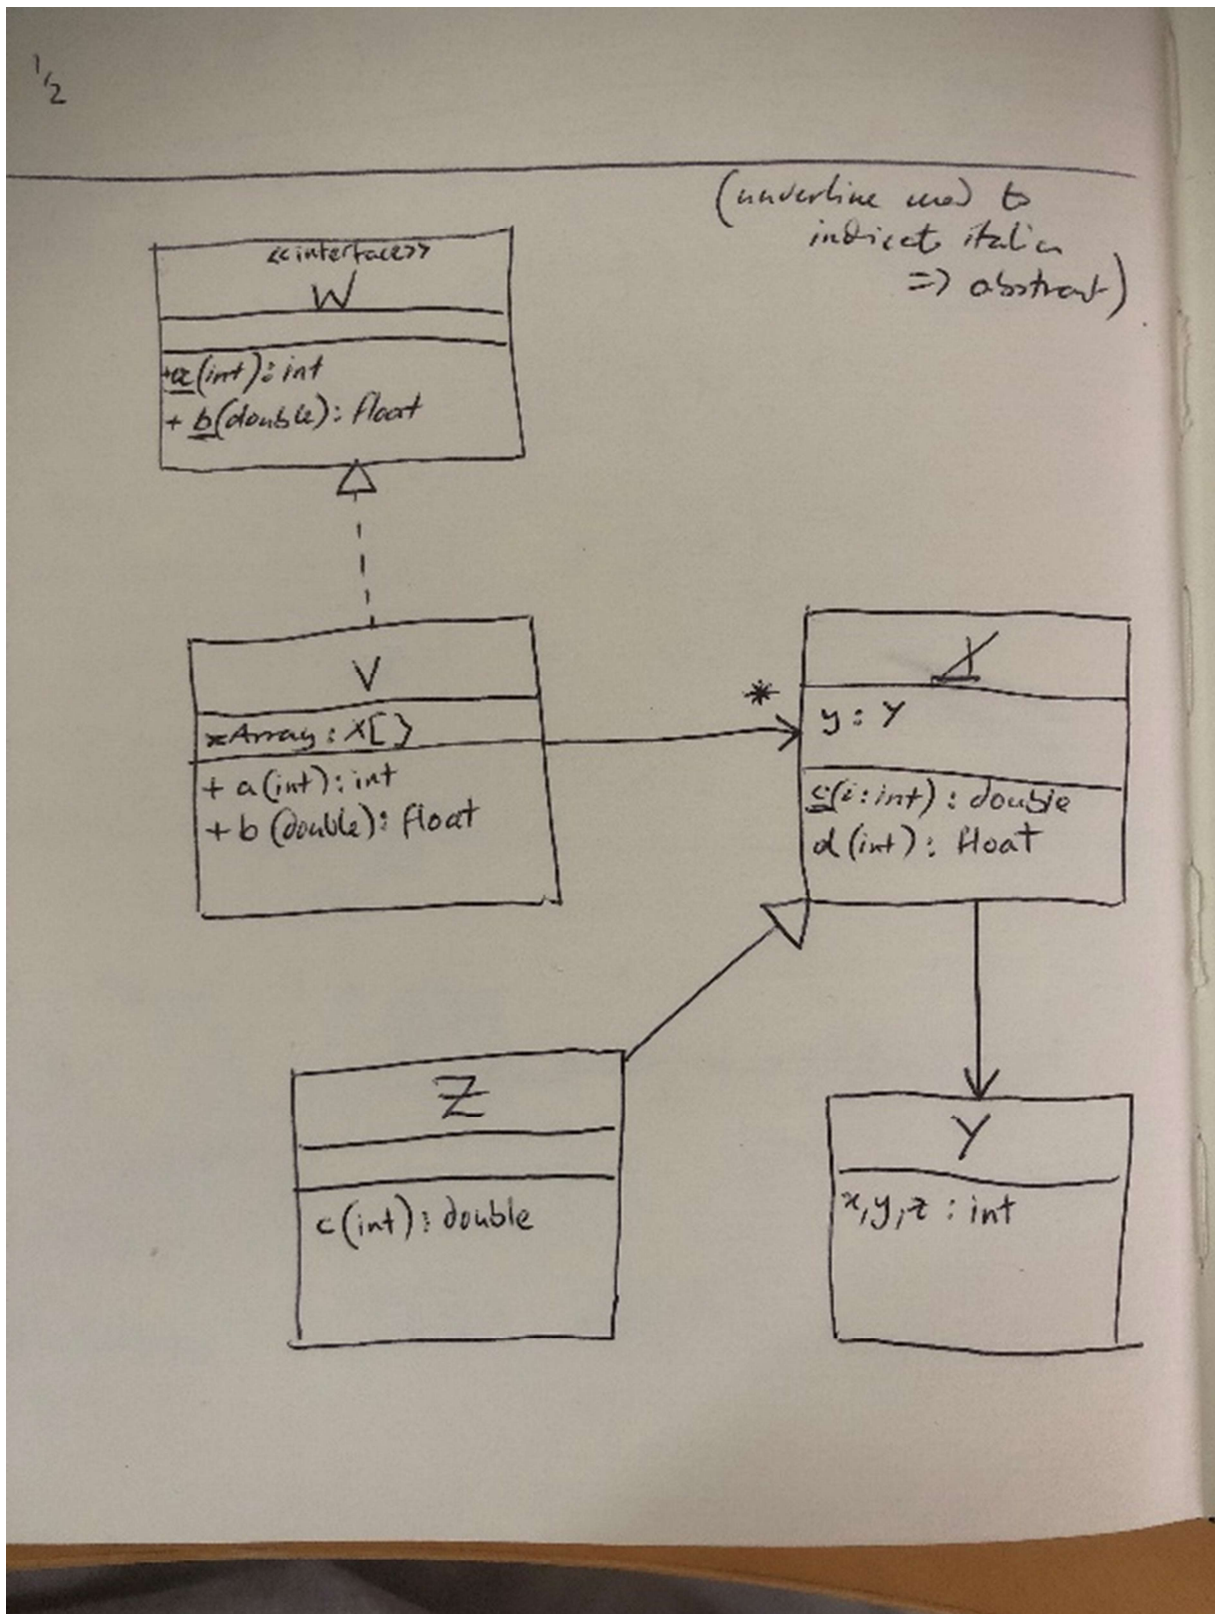 1/2
(underline used to
indicate italics
=> abstract)
<<interface>>
W
+a(int): int
+ b(double): float
V
xArray: X[]
+ a(int): int
+ b(double): float
*
X
y: Y
c(i: int): double
d(int): float
Z
c(int): double
Y
x,y,z : int